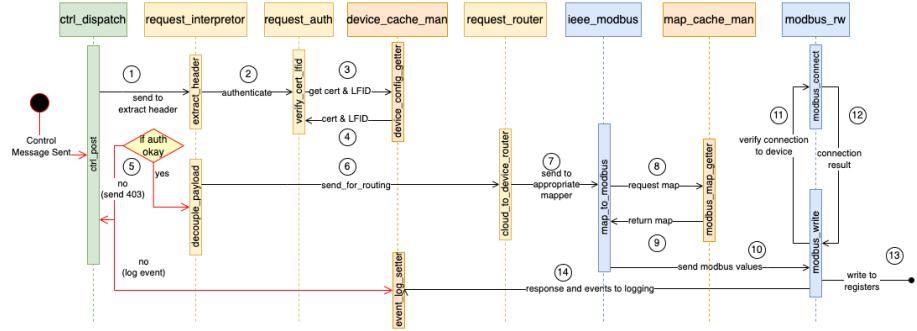 ctrl_dispatch
request_interpretor
request_auth
device_cache_man
request_router
ieee_modbus
map_cache_man
modbus_rw
ctrl_post
extract_header
verify_cert_lfid
device_config_getter
modbus_connect
1
send to
extract header
2
authenticate
3
get cert & LFID
cert & LFID
4
11
verify connection
to device
12
connection
result
Control
Message Sent
if auth
okay
5
no
(send 403)
yes
decouple_payload
6
send_for_routing
cloud_to_device_router
7
send to
appropriate
mapper
map_to_modbus
8
request map
return map
9
modbus_map_getter
10
send modbus values
modbus_write
13
write to
registers
no
(log event)
event_log_setter
14
response and events to logging